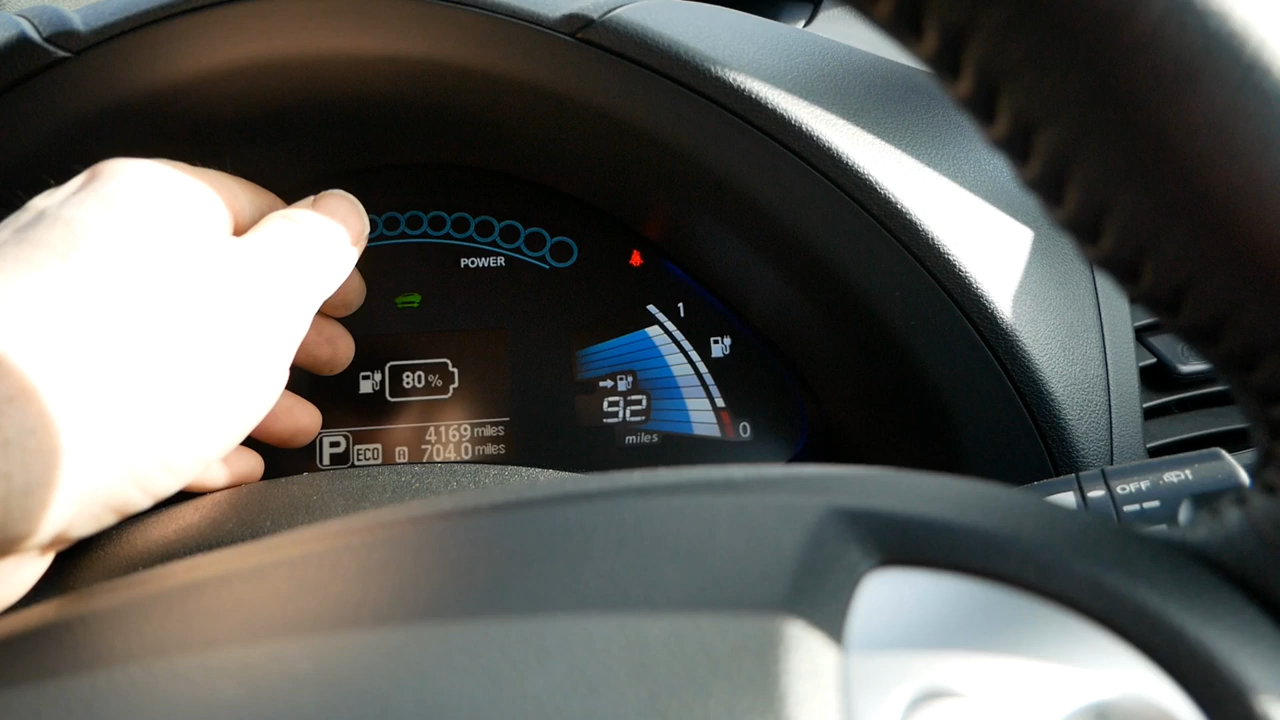 POWER
1
80 %
92
miles
0
4169 miles
P ECO A 704.0 miles
OFF